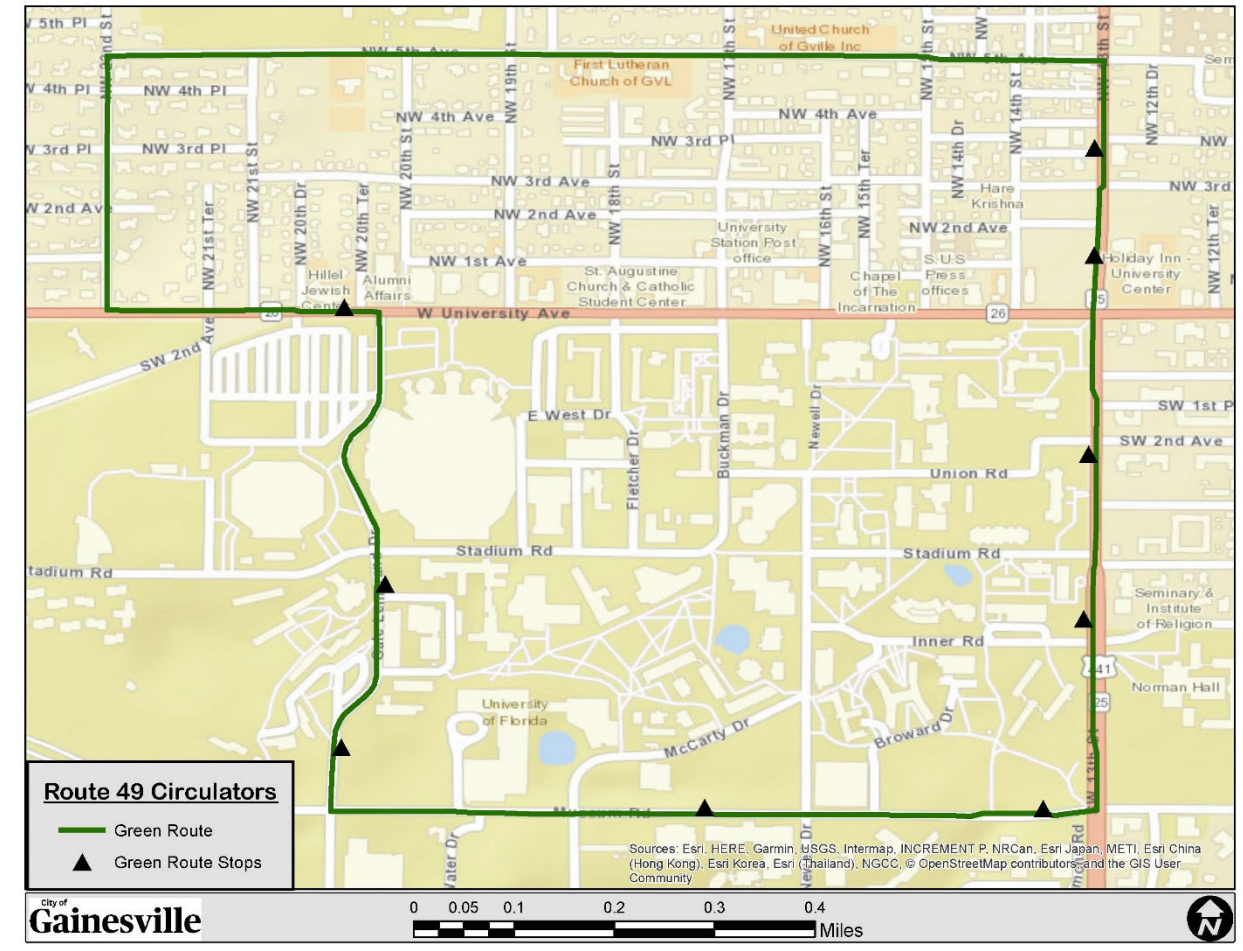 V 5th Pl
NW 5th Ave
NW 19th St
NW 17th St
United Church
of Gville Inc
NW
First Lutheran
Church of GVL
NW 5th Ave
Sem
V 4th Pl
NW 4th Pl
NW 4th Ave
NW 4th Ave
NW 20th St
NW 14th St
NW 12th Dr
V 3rd Pl
NW 3rd Pl
NW 3rd Pl
NW
NW 21st St
NW 14th Dr
NW 3rd Ave
NW 3rd
NW 18th St
NW 16th St
NW 15th Ter
Hare
Krishna
W 2nd Av
NW 2nd Ave
NW 2nd Ave
NW 21st Ter
NW 20th Dr
NW 20th Ter
University
Station Post
office
NW 12th Ter
NW 1st Ave
Hillel
Jewish
Center
Alumni
Affairs
St. Augustine
Church & Catholic
Student Center
Chapel
of The
Incarnation
S.U.S
Press
offices
Holiday Inn -
University
Center
25
W University Ave
26
SW 2nd Ave
E West Dr
Fletcher Dr
Buckman Dr
Newell Dr
SW 1st P
SW 2nd Ave
Union Rd
Stadium Rd
Stadium Rd
tadium Rd
Seminary &
Institute
of Religion
Inner Rd
441
25
Norman Hall
University
of Florida
McCarty Dr
Broward Dr
Museum Rd
Route 49 Circulators
Green Route
Green Route Stops
Sources: Esri, HERE, Garmin, USGS, Intermap, INCREMENT P, NRCan, Esri Japan, METI, Esri China
(Hong Kong), Esri Korea, Esri (Thailand), NGCC, © OpenStreetMap contributors, and the GIS User
Community
City of
Gainesville
0 0.05 0.1 0.2 0.3 0.4
Miles
N